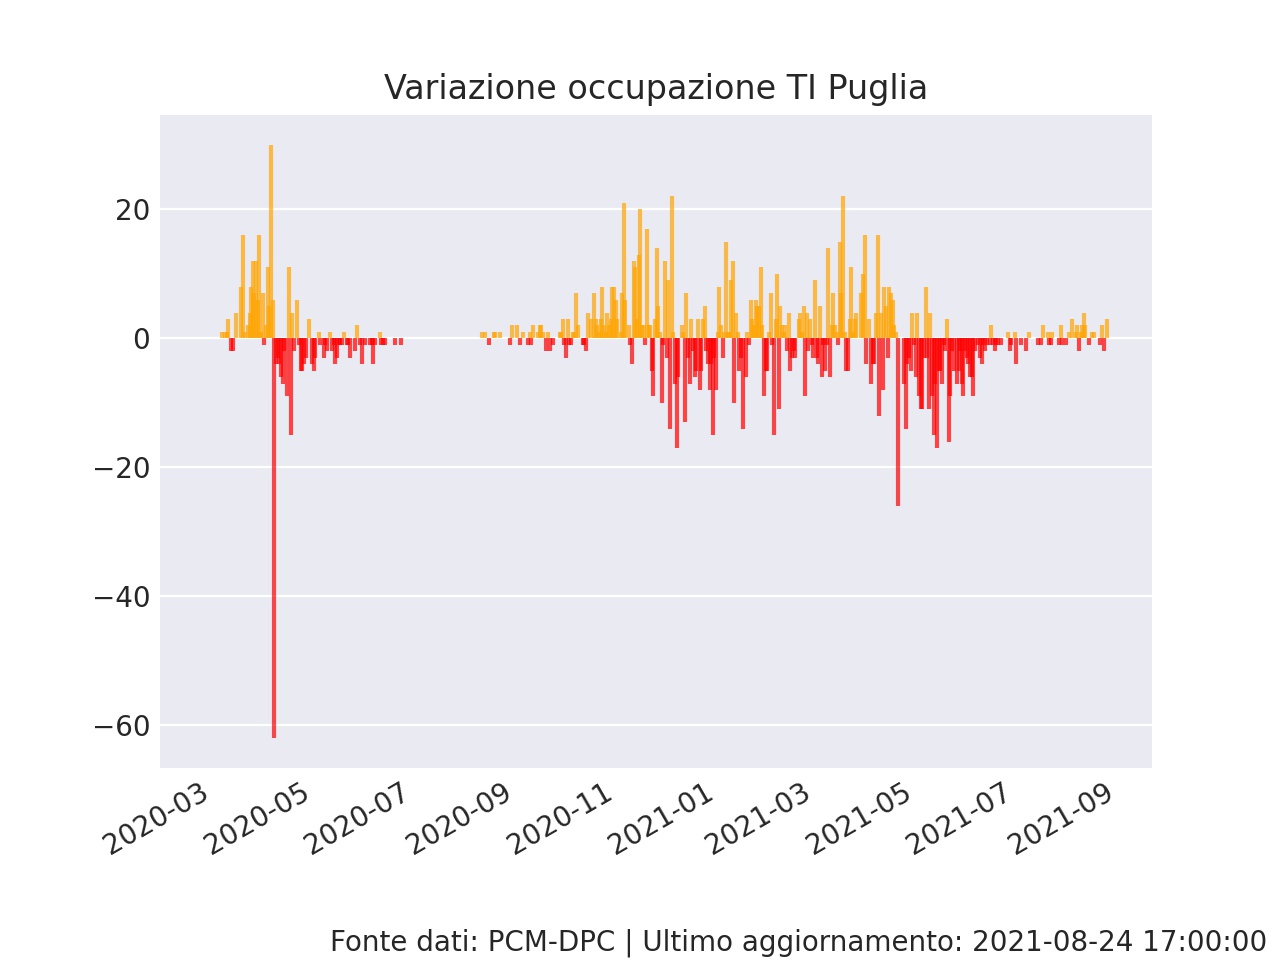 Variazione occupazione TI Puglia
20
0
−20
−40
−60
2020-03 2020-05 2020-07 2020-09 2020-11 2021-01 2021-03 2021-05 2021-07 2021-09
Fonte dati: PCM-DPC | Ultimo aggiornamento: 2021-08-24 17:00:00